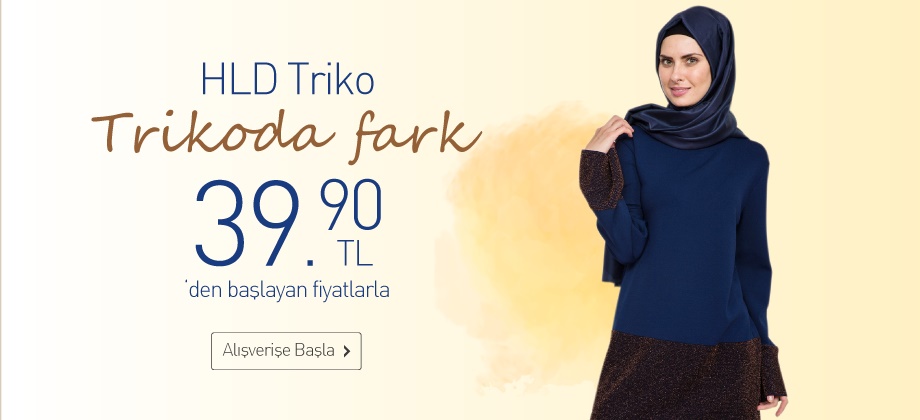 HLD Triko
Trikoda fark
39.90 TL
'den başlayan fiyatlarla
Alışverişe Başla >